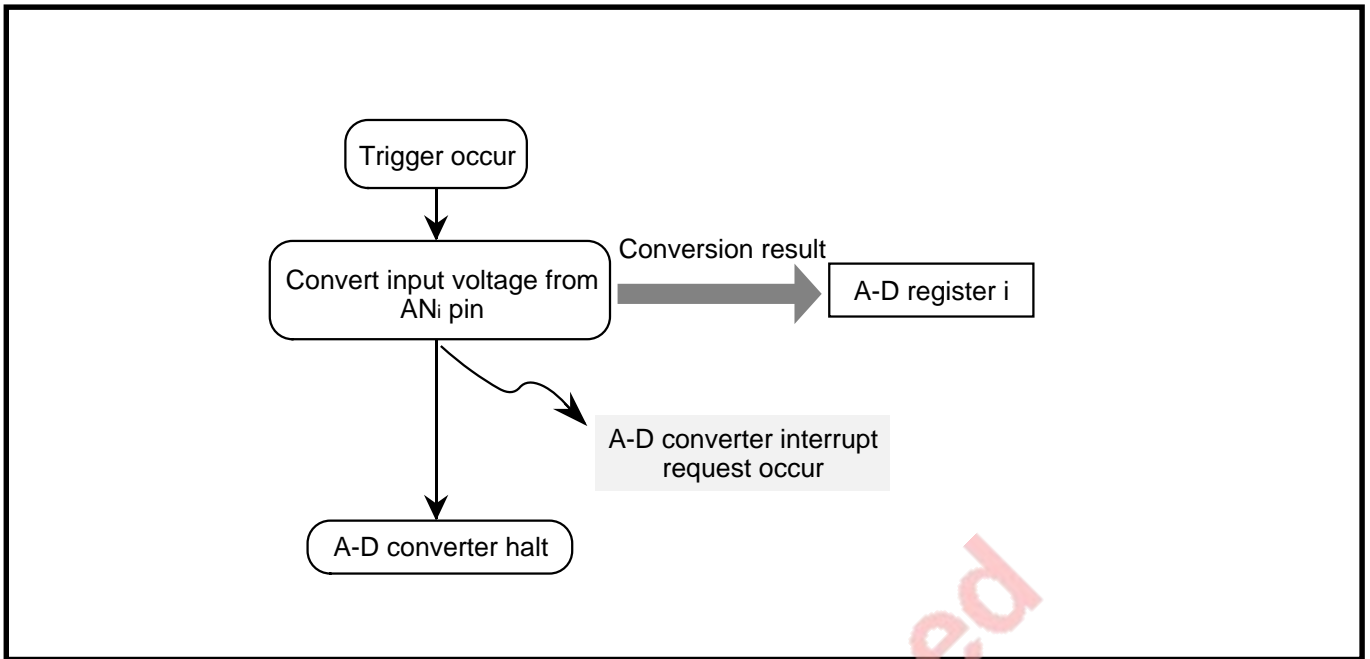 Trigger occur
Convert input voltage from
ANi pin
Conversion result
A-D register i
A-D converter interrupt
request occur
A-D converter halt